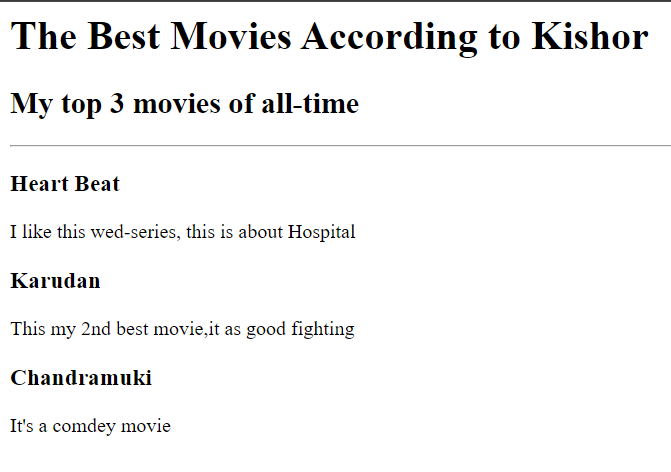 The Best Movies According to Kishor
My top 3 movies of all-time
Heart Beat
I like this wed-series, this is about Hospital
Karudan
This my 2nd best movie,it as good fighting
Chandramuki
It's a comdey movie